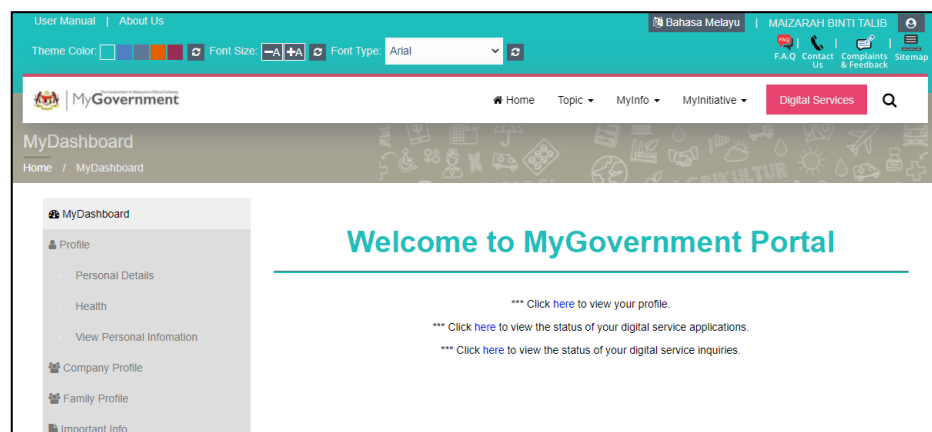 User Manual | About Us
Bahasa Melayu | MAIZARAH BINTI TALIB
Theme Color: Font Size: -A +A Font Type: Arial
FAQ
F.A.Q Contact Us Complaints & Feedback Sitemap
MyGovernment
Home Topic MyInfo MyInitiative Digital Services
MyDashboard
Home / MyDashboard
AGRIKULTUR
MyDashboard
Profile
Personal Details
Health
View Personal Infomation
Company Profile
Family Profile
Important Info
Welcome to MyGovernment Portal
*** Click here to view your profile.
*** Click here to view the status of your digital service applications.
*** Click here to view the status of your digital service inquiries.